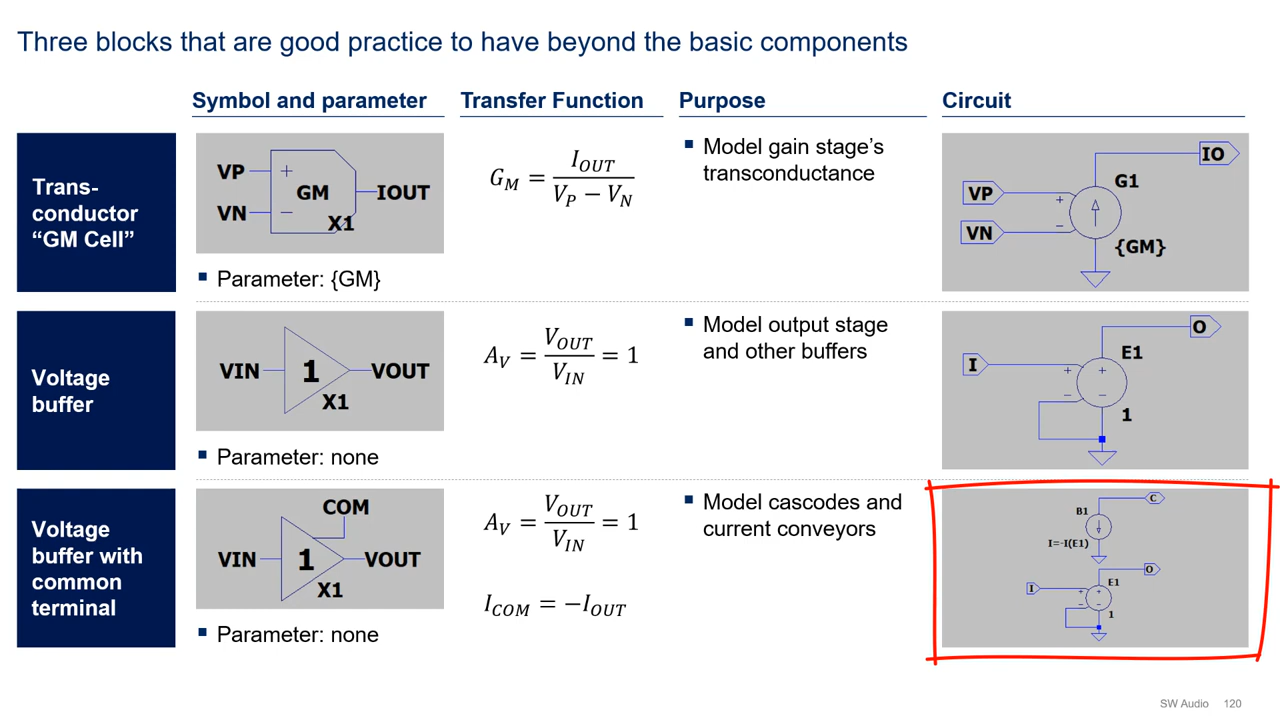 Three blocks that are good practice to have beyond the basic components
Symbol and parameter
Transfer Function
Purpose
Circuit
Trans-
conductor
“GM Cell”
VP
+
GM
IOUT
VN
−
X1
▪ Parameter: {GM}
G_M = I_OUT / (V_P − V_N)
▪ Model gain stage’s
transconductance
IO
G1
VP
+
VN
−
{GM}
Voltage
buffer
VIN
1
VOUT
X1
▪ Parameter: none
A_V = V_OUT / V_IN = 1
▪ Model output stage
and other buffers
O
E1
I
+ +
− −
1
Voltage
buffer with
common
terminal
COM
VIN
1
VOUT
X1
▪ Parameter: none
A_V = V_OUT / V_IN = 1
I_COM = −I_OUT
▪ Model cascodes and
current conveyors
C
B1
I=-I(E1)
O
E1
I
+ +
− −
1
SW Audio 120